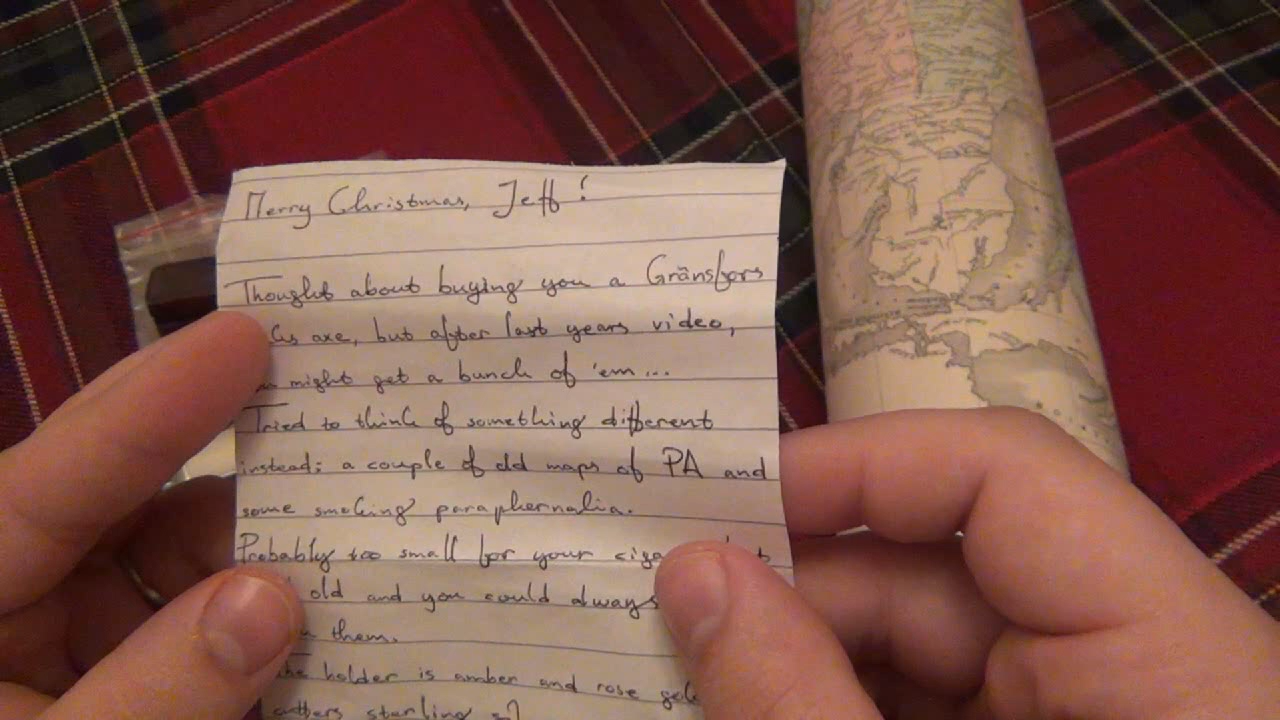 Merry Christmas, Jeff!
Thought about buying you a Gränsfors
axe, but after last years video,
might get a bunch of 'em...
Tried to think of something different
instead; a couple of old maps of PA and
some smoking paraphernalia.
Probably too small for your
old and you could always
them.
holder is amber and rose
sterling